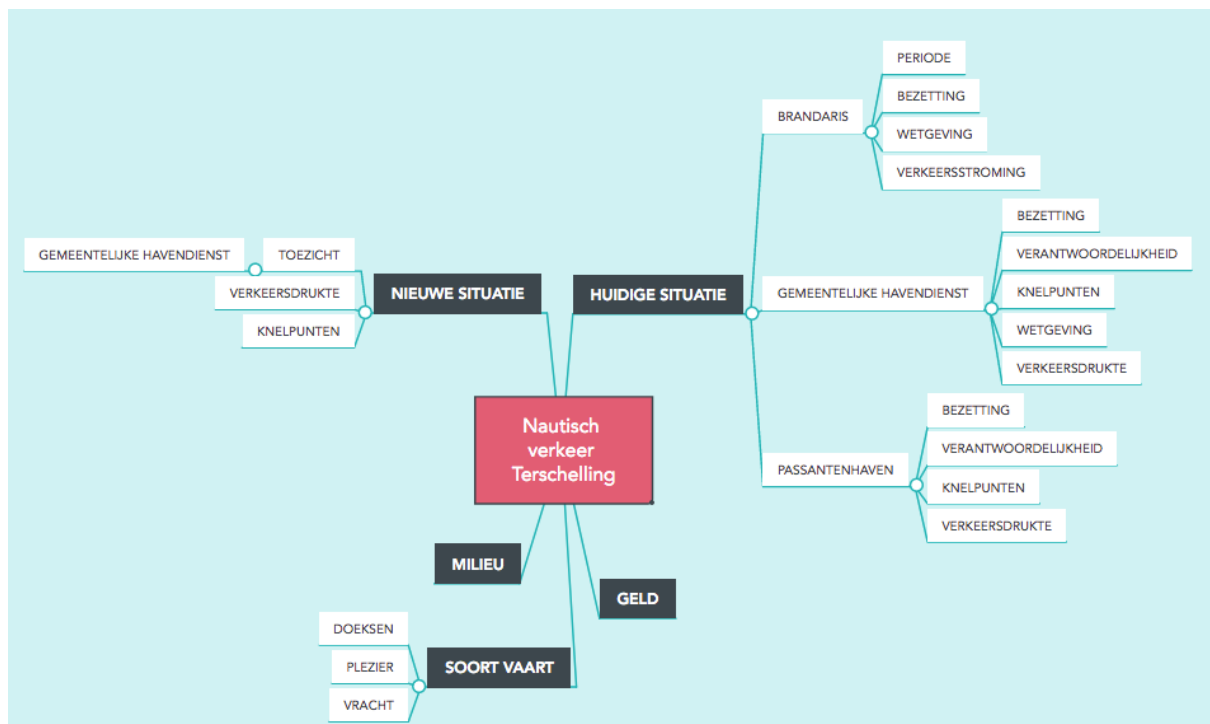 PERIODE
BEZETTING
BRANDARIS
WETGEVING
VERKEERSSTROMING
BEZETTING
GEMEENTELIJKE HAVENDIENST
TOEZICHT
VERANTWOORDELIJKHEID
NIEUWE SITUATIE
HUIDIGE SITUATIE
GEMEENTELIJKE HAVENDIENST
KNELPUNTEN
VERKEERSDRUKTE
WETGEVING
KNELPUNTEN
VERKEERSDRUKTE
BEZETTING
Nautisch
verkeer
Terschelling
VERANTWOORDELIJKHEID
PASSANTENHAVEN
KNELPUNTEN
VERKEERSDRUKTE
MILIEU
GELD
DOEKSEN
PLEZIER
SOORT VAART
VRACHT